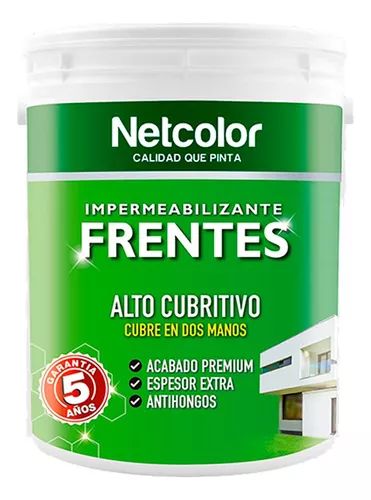 Netcolor
CALIDAD QUE PINTA
IMPERMEABILIZANTE
FRENTES
ALTO CUBRITIVO
CUBRE EN DOS MANOS
ACABADO PREMIUM
ESPESOR EXTRA
ANTIHONGOS
GARANTIA
5
AÑOS